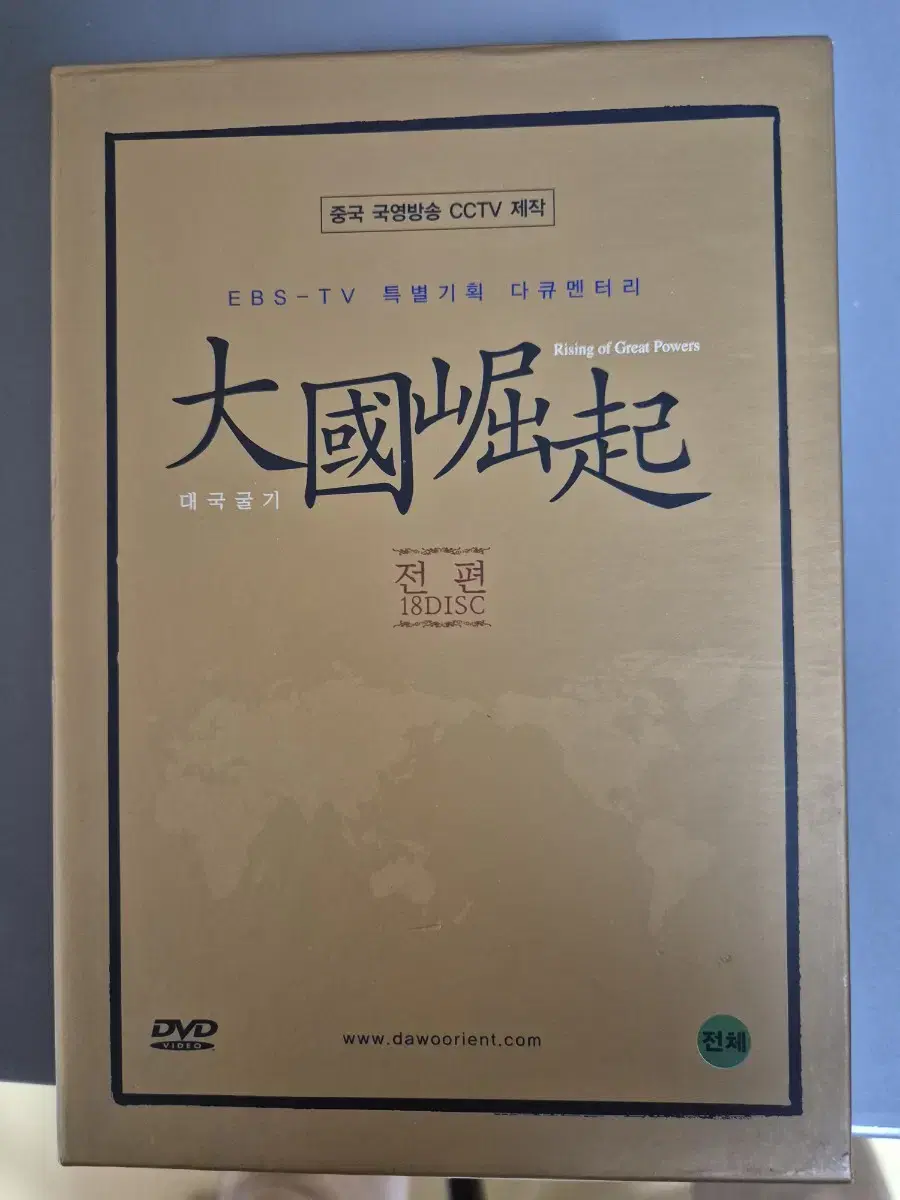 중국 국영방송 CCTV 제작
EBS-TV 특별기획 다큐멘터리
Rising of Great Powers
大國崛起
대국굴기
전 편
18DISC
DVD
VIDEO
www.dawoorient.com
전체